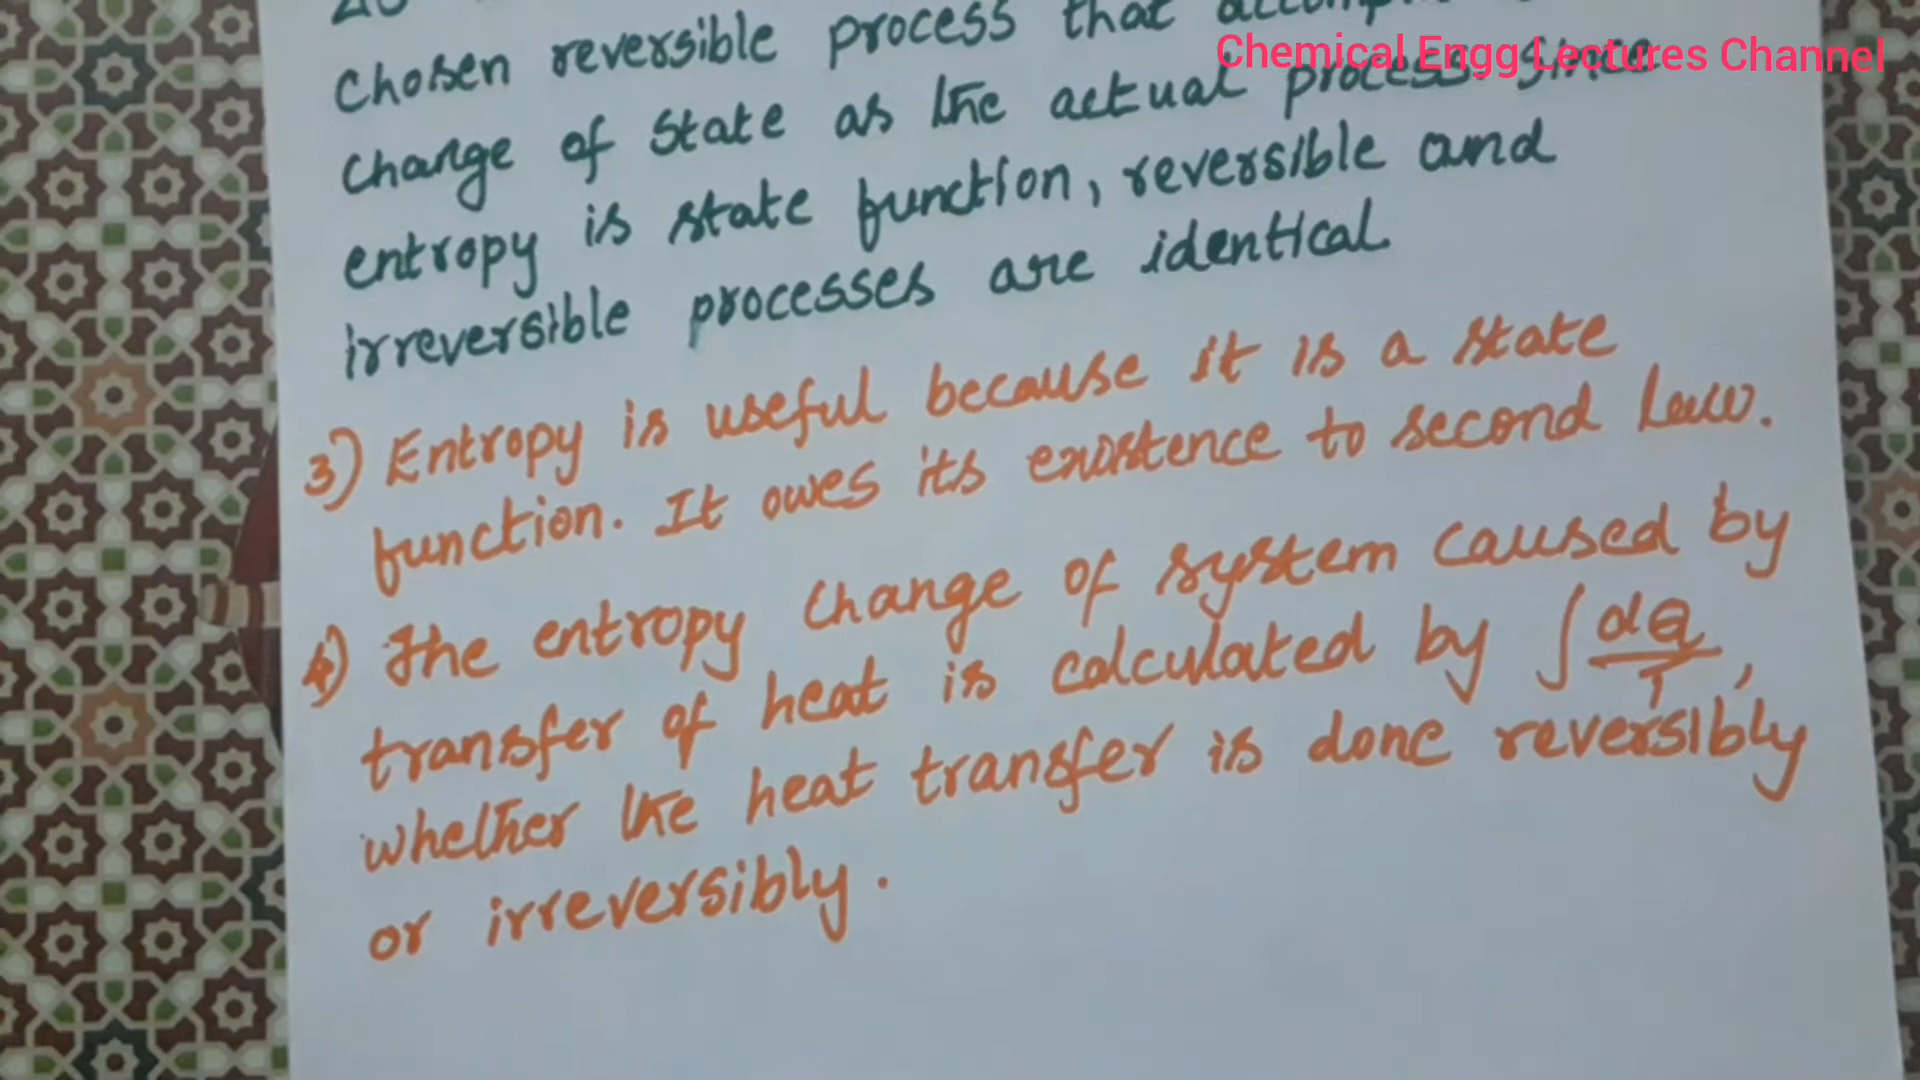 Chemical Engg Lectures Channel
chosen reversible process that
change of state as the actual process. Since
entropy is state function, reversible and
irreversible processes are identical
3) Entropy is useful because it is a state
function. It owes its existence to second law.
4) The entropy change of system caused by
transfer of heat is calculated by ∫dQ/T,
whether the heat transfer is done reversibly
or irreversibly.